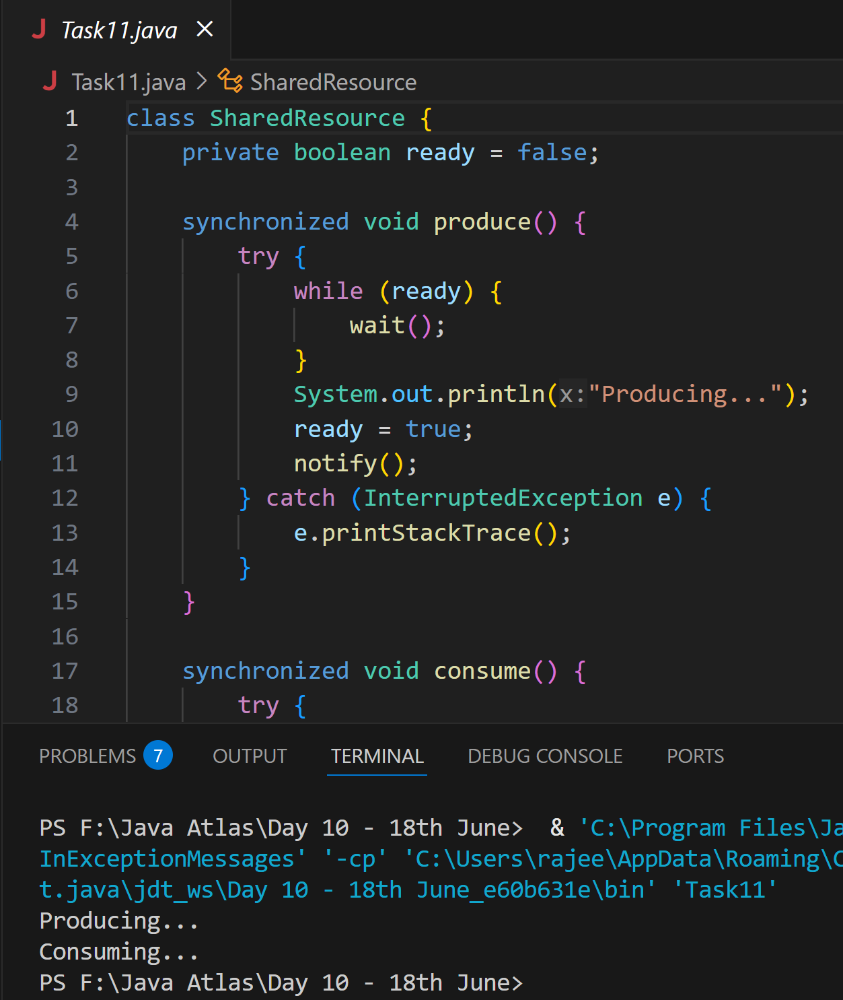 Task11.java
Task11.java > SharedResource
1 class SharedResource {
2     private boolean ready = false;
3
4     synchronized void produce() {
5         try {
6             while (ready) {
7                 wait();
8             }
9             System.out.println(x:"Producing...");
10             ready = true;
11             notify();
12         } catch (InterruptedException e) {
13             e.printStackTrace();
14         }
15     }
16
17     synchronized void consume() {
18         try {
PROBLEMS 7 OUTPUT TERMINAL DEBUG CONSOLE PORTS
PS F:\Java Atlas\Day 10 - 18th June>  & 'C:\Program Files\Ja
InExceptionMessages' '-cp' 'C:\Users\rajee\AppData\Roaming\C
t.java\jdt_ws\Day 10 - 18th June_e60b631e\bin' 'Task11'
Producing...
Consuming...
PS F:\Java Atlas\Day 10 - 18th June>